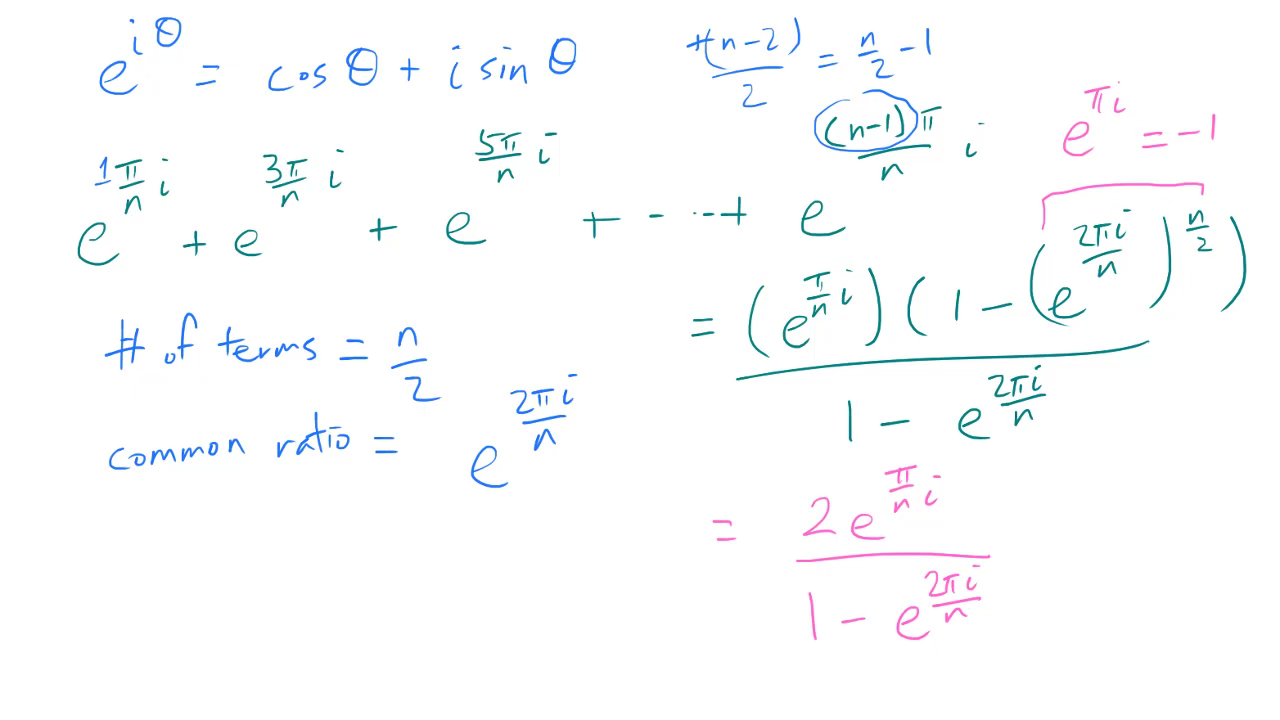 e^{iθ} = cos θ + i sin θ
+(n-2)/2 = n/2 - 1
e^{πi} = -1
e^{1π/n i} + e^{3π/n i} + e^{5π/n i} + - ··+ e^{(n-1)π/n i}
= (e^{π/n i}) (1 - (e^{2πi/n})^{n/2}) / 1 - e^{2πi/n}
# of terms = n/2
common ratio = e^{2πi/n}
= 2e^{π/n i} / 1 - e^{2πi/n}